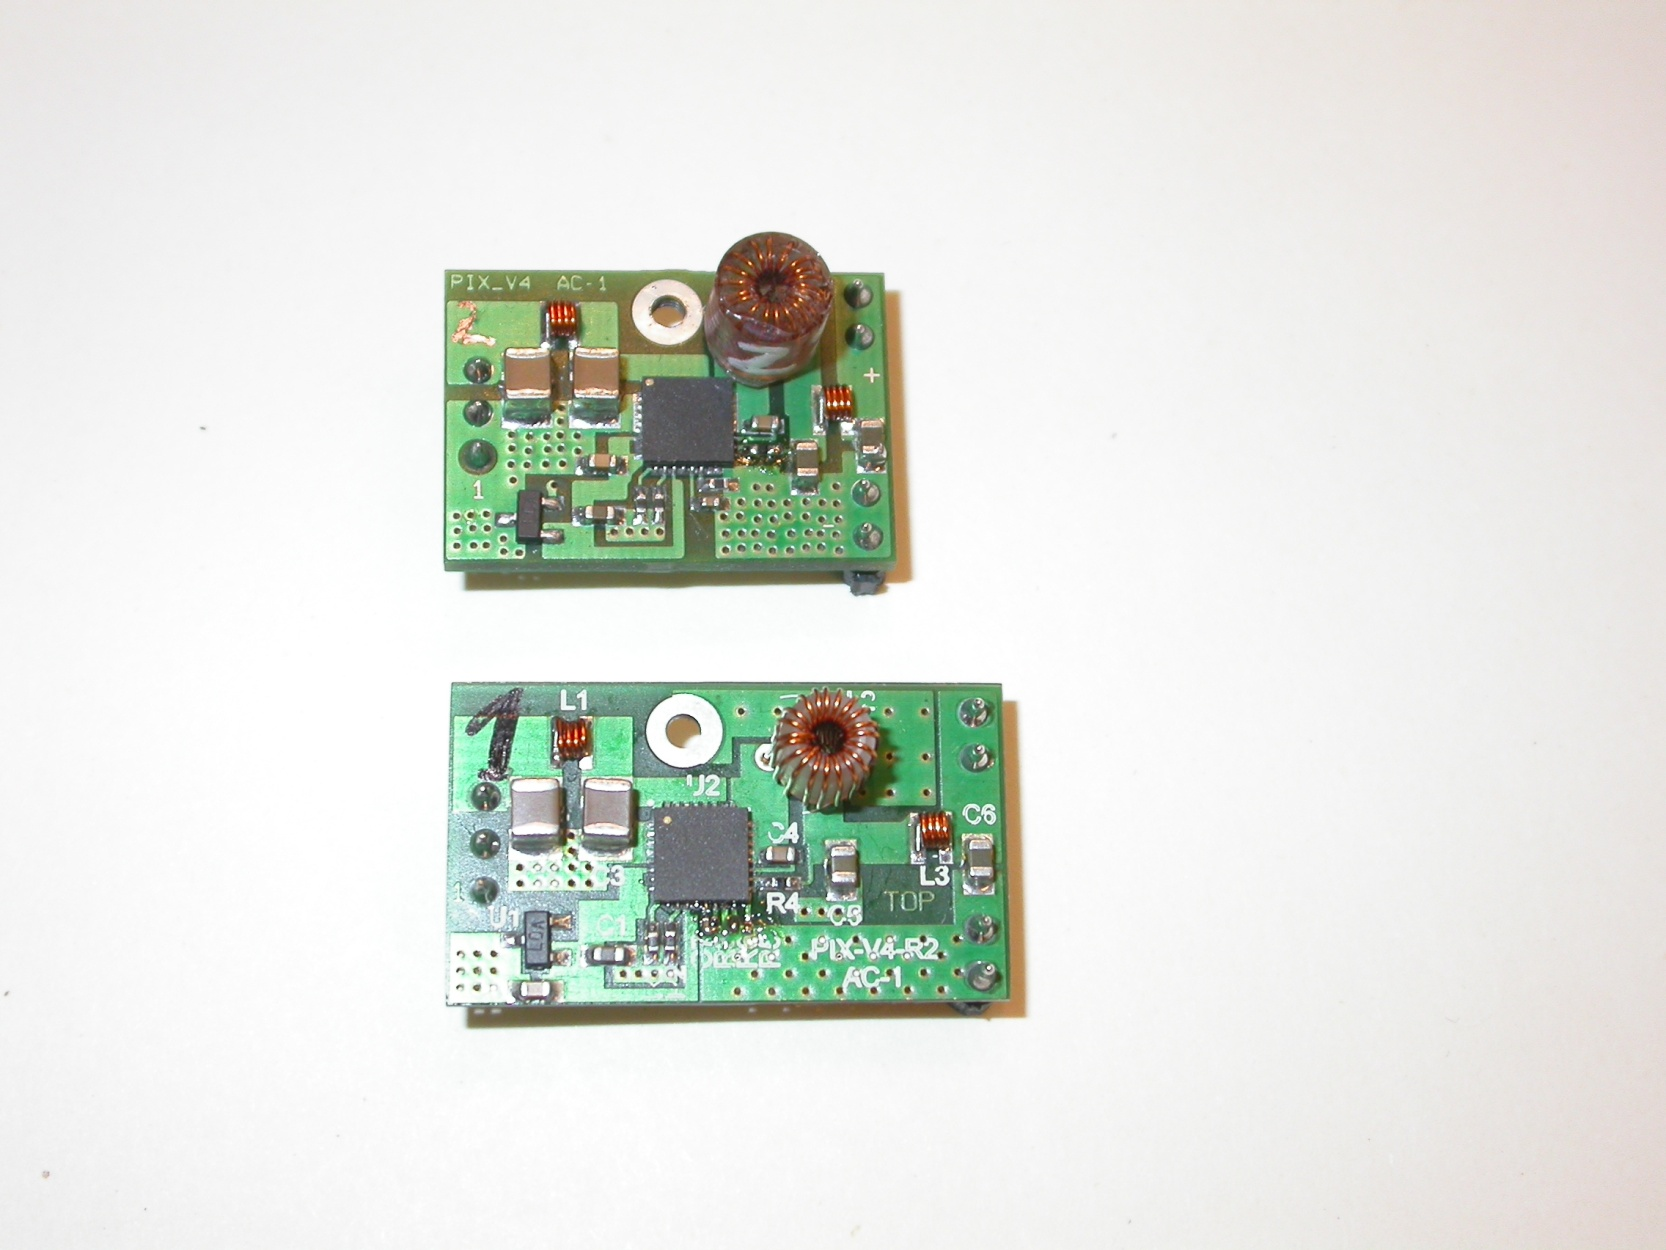 PIX_V4 AC-1
2
+
1
-
1
L1
U2
C4
C6
L3
R4
TOP
C5
U1
C1
PIX-V4-R2
AC-1